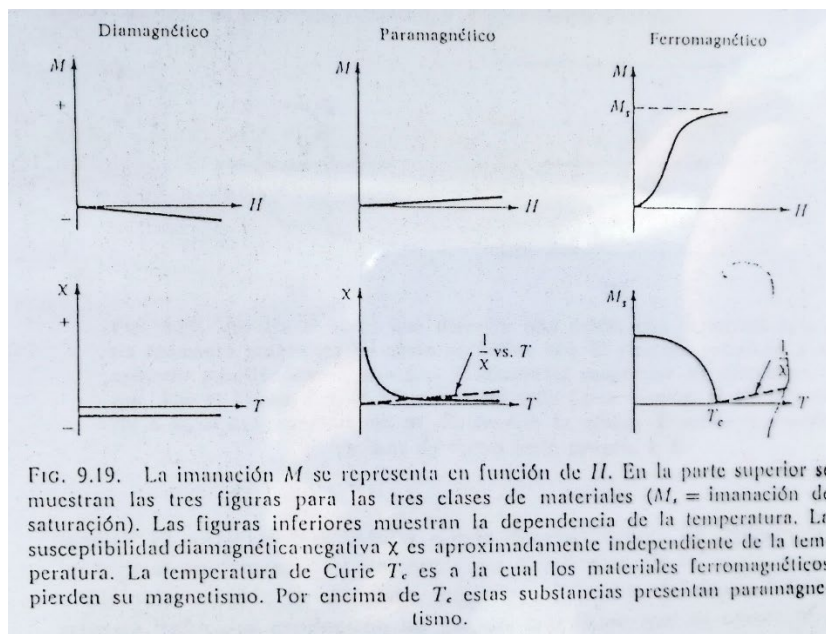 Diamagnético
Paramagnético
Ferromagnético
M
+
−
H
M
H
M
Ms
H
χ
+
−
T
χ
1/χ vs. T
T
Ms
1/χ
Tc
T
FIG. 9.19. La imanación M se representa en función de H. En la parte superior se
muestran las tres figuras para las tres clases de materiales (Ms = imanación de
saturación). Las figuras inferiores muestran la dependencia de la temperatura. La
susceptibilidad diamagnética negativa χ es aproximadamente independiente de la tem
peratura. La temperatura de Curie Tc es a la cual los materiales ferromagnéticos
pierden su magnetismo. Por encima de Tc estas substancias presentan paramagne
tismo.